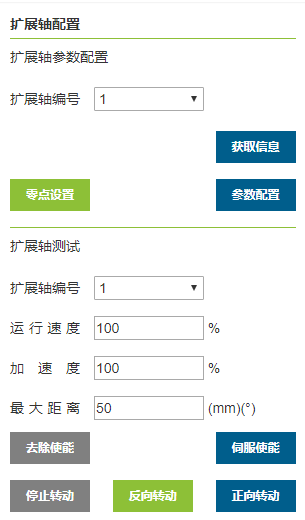 扩展轴配置
扩展轴参数配置
扩展轴编号 1
获取信息
零点设置 参数配置
扩展轴测试
扩展轴编号 1
运行速度 100 %
加速度 100 %
最大距离 50 (mm)(°)
去除使能 伺服使能
停止转动 反向转动 正向转动